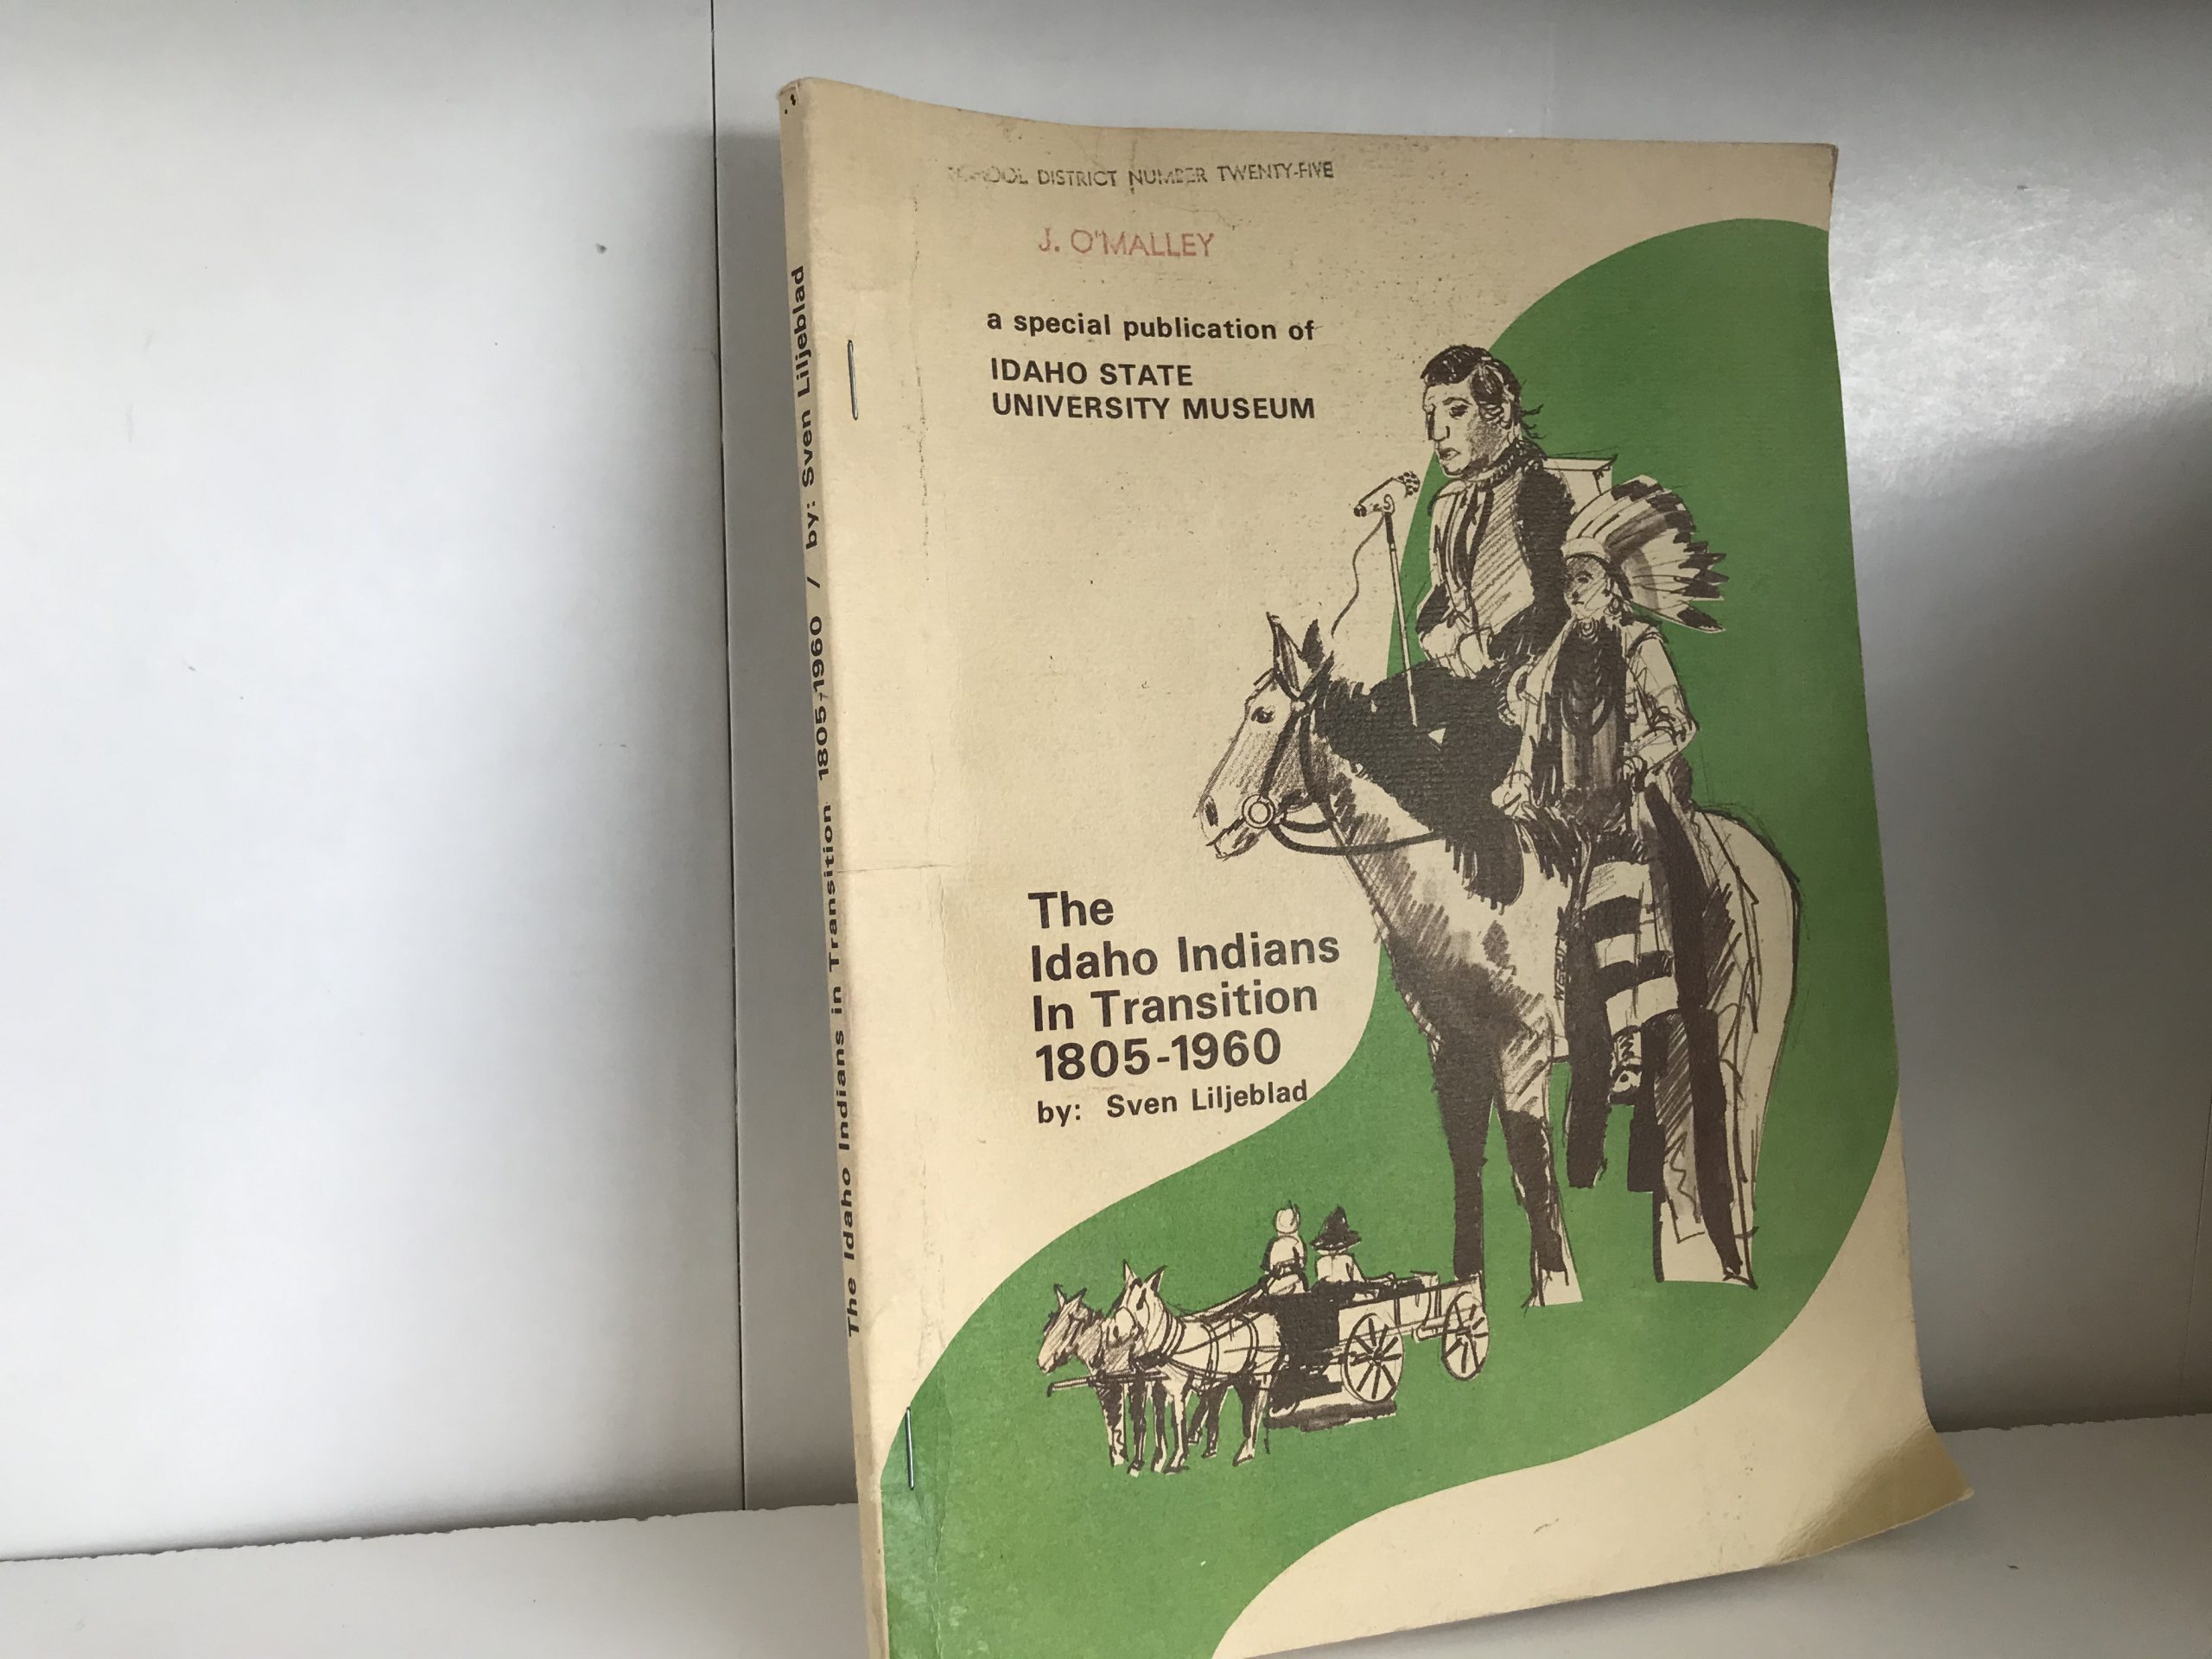 SCHOOL DISTRICT NUMBER TWENTY-FIVE
J. O'MALLEY
a special publication of
IDAHO STATE
UNIVERSITY MUSEUM
The
Idaho Indians
In Transition
1805-1960
by: Sven Liljeblad
The Idaho Indians in Transition 1805-1960 / by: Sven Liljeblad